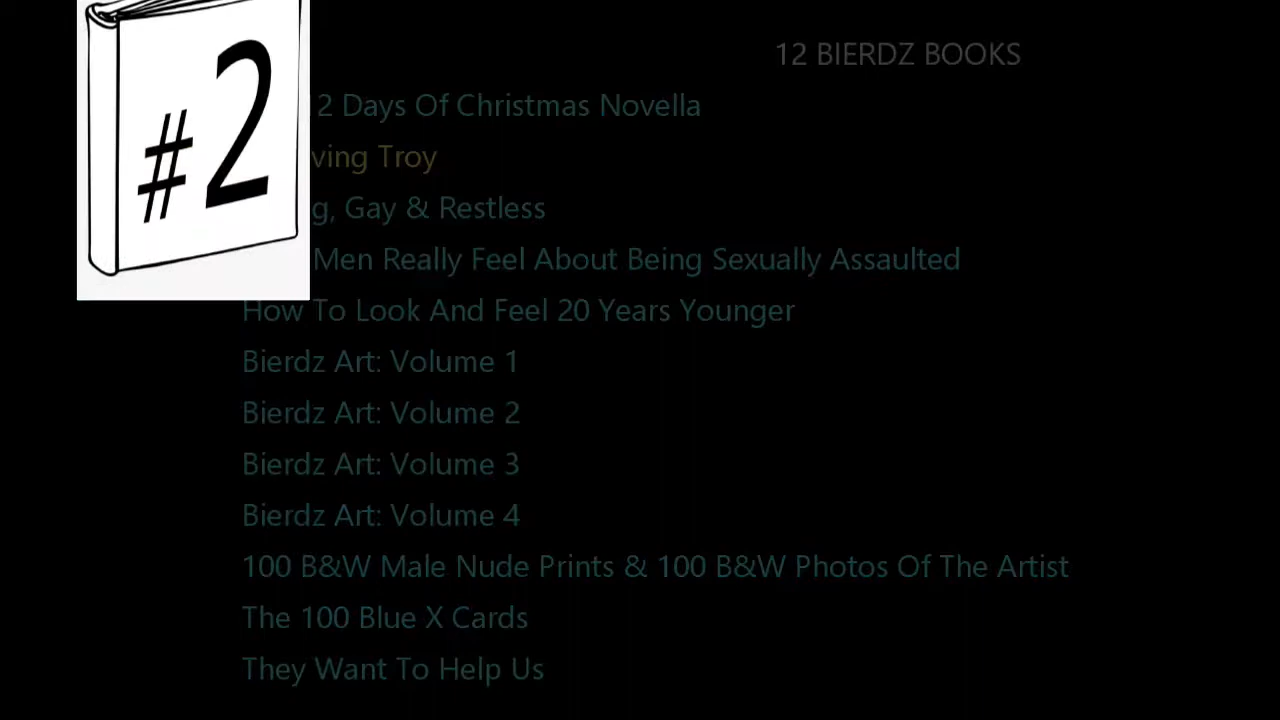 12 BIERDZ BOOKS
#2
2 Days Of Christmas Novella
ving Troy
g, Gay & Restless
Men Really Feel About Being Sexually Assaulted
How To Look And Feel 20 Years Younger
Bierdz Art: Volume 1
Bierdz Art: Volume 2
Bierdz Art: Volume 3
Bierdz Art: Volume 4
100 B&W Male Nude Prints & 100 B&W Photos Of The Artist
The 100 Blue X Cards
They Want To Help Us